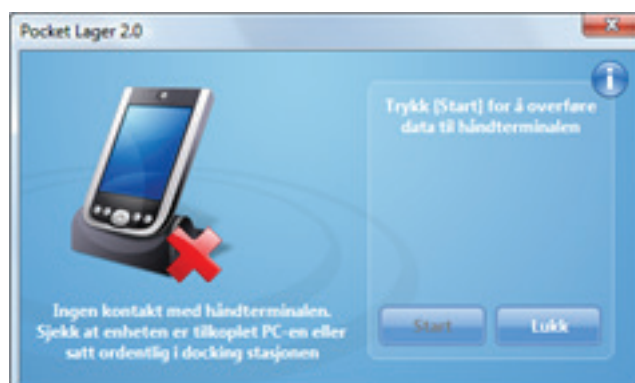 Pocket Lager 2.0
Trykk [Start] for å overføre
data til håndterminalen
Ingen kontakt med håndterminalen.
Sjekk at enheten er tilkoplet PC-en eller
satt ordentlig i docking stasjonen
Start
Lukk